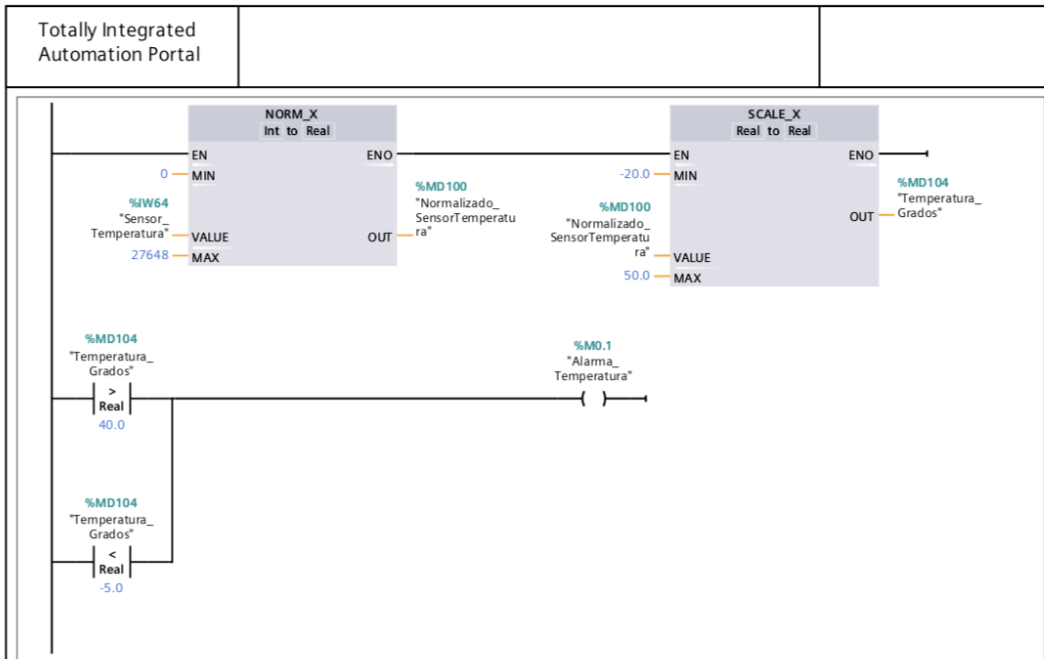 Totally Integrated
Automation Portal
NORM_X
Int to Real
EN
ENO
0
MIN
%IW64
"Sensor_
Temperatura"
VALUE
27648
MAX
%MD100
"Normalizado_
SensorTemperatu
ra"
OUT
SCALE_X
Real to Real
EN
ENO
-20.0
MIN
%MD100
"Normalizado_
SensorTemperatu
ra"
VALUE
50.0
MAX
%MD104
"Temperatura_
Grados"
OUT
%MD104
"Temperatura_
Grados"
>
Real
40.0
%M0.1
"Alarma_
Temperatura"
%MD104
"Temperatura_
Grados"
<
Real
-5.0